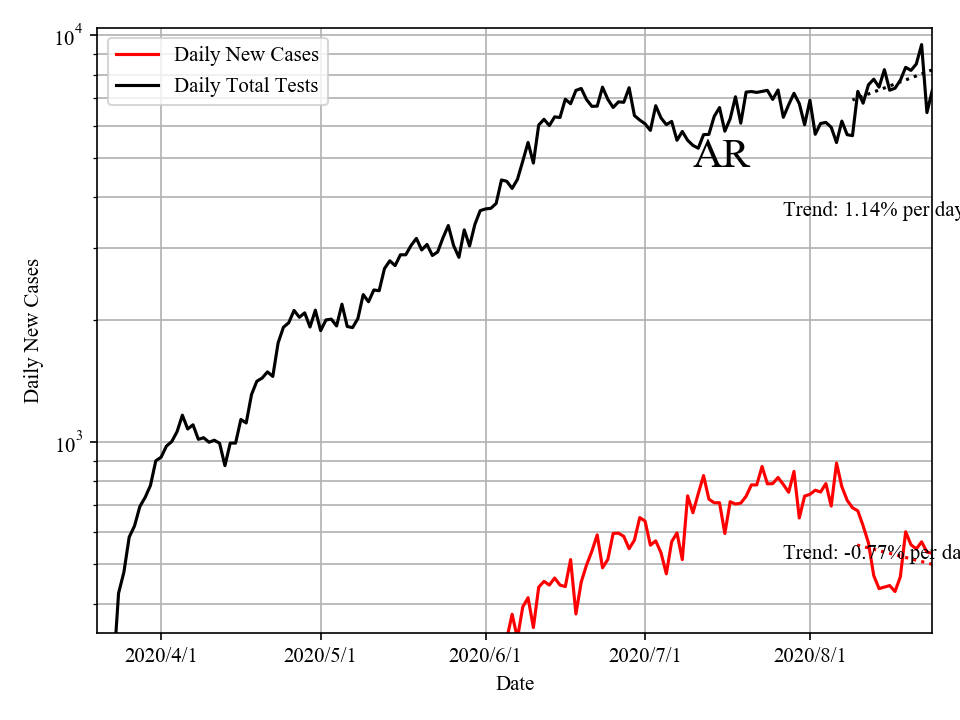 10^4
Daily New Cases
Daily Total Tests
AR
Trend: 1.14% per day
Daily New Cases
10^3
Trend: -0.77% per da
2020/4/1 2020/5/1 2020/6/1 2020/7/1 2020/8/1
Date